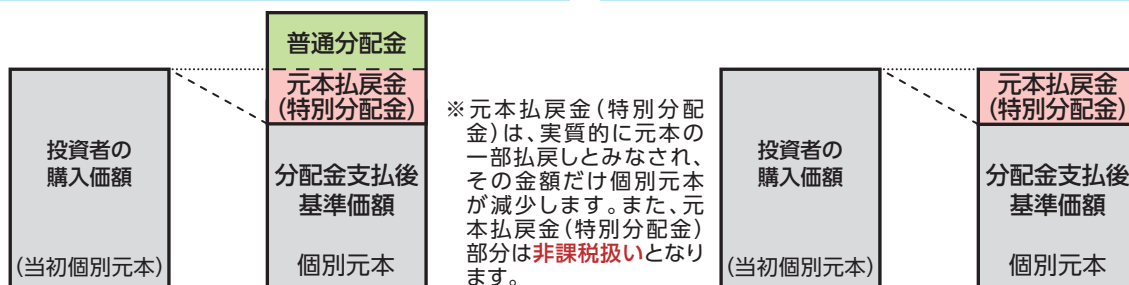 投資者の
購入価額
(当初個別元本)
普通分配金
元本払戻金
(特別分配金)
分配金支払後
基準価額
個別元本
※元本払戻金(特別分配
金)は、実質的に元本の
一部払戻しとみなされ、
その金額だけ個別元本
が減少します。また、元
本払戻金(特別分配金)
部分は非課税扱いとなり
ます。
投資者の
購入価額
(当初個別元本)
元本払戻金
(特別分配金)
分配金支払後
基準価額
個別元本